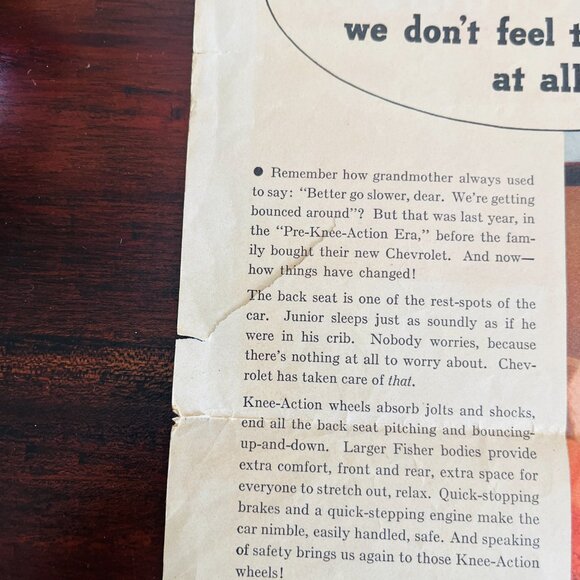 we don't feel
at all
● Remember how grandmother always used
to say: "Better go slower, dear. We're getting
bounced around"? But that was last year, in
the "Pre-Knee-Action Era," before the fam-
ily bought their new Chevrolet. And now—
how things have changed!
The back seat is one of the rest-spots of the
car. Junior sleeps just as soundly as if he
were in his crib. Nobody worries, because
there's nothing at all to worry about. Chev-
rolet has taken care of that.
Knee-Action wheels absorb jolts and shocks,
end all the back seat pitching and bouncing-
up-and-down. Larger Fisher bodies provide
extra comfort, front and rear, extra space for
everyone to stretch out, relax. Quick-stopping
brakes and a quick-stepping engine make the
car nimble, easily handled, safe. And speaking
of safety brings us again to those Knee-Action
wheels!